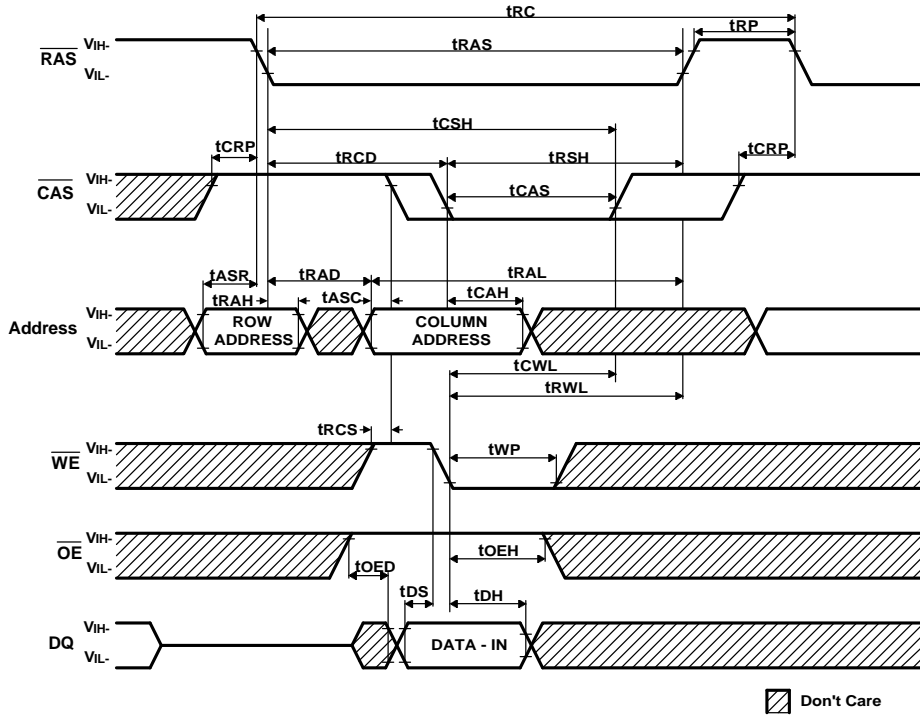 tRC
tRAS
tRP
RAS
VIH-
VIL-
tCSH
tCRP
tRCD
tRSH
tCRP
CAS
VIH-
VIL-
tCAS
tASR
tRAD
tRAL
tRAH
tASC
tCAH
Address
VIH-
VIL-
ROW
ADDRESS
COLUMN
ADDRESS
tCWL
tRWL
tRCS
WE
VIH-
VIL-
tWP
OE
VIH-
VIL-
tOEH
tOED
tDS
tDH
DQ
VIH-
VIL-
DATA - IN
Don't Care